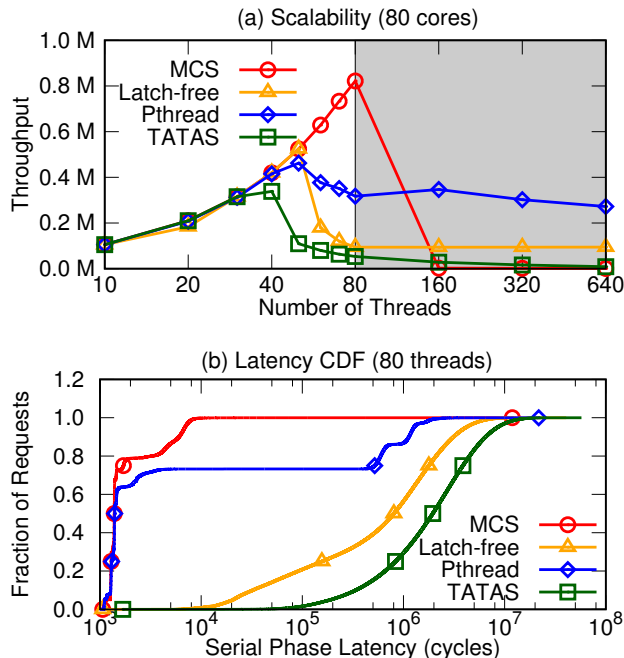 (a) Scalability (80 cores)
1.0 M
0.8 M
0.6 M
0.4 M
0.2 M
0.0 M
Throughput
MCS
Latch-free
Pthread
TATAS
10 20 40 80 160 320 640
Number of Threads
(b) Latency CDF (80 threads)
1.2
1.0
0.8
0.6
0.4
0.2
0.0
Fraction of Requests
MCS
Latch-free
Pthread
TATAS
10³ 10⁴ 10⁵ 10⁶ 10⁷ 10⁸
Serial Phase Latency (cycles)